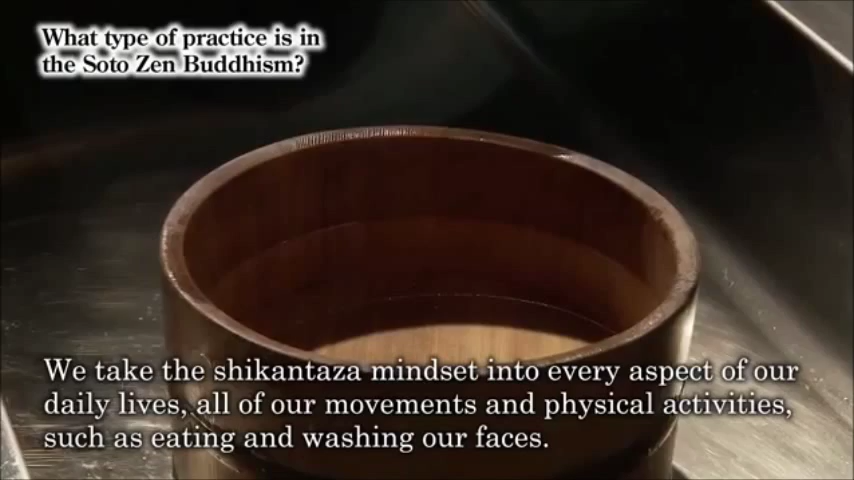 What type of practice is in
the Soto Zen Buddhism?
We take the shikantaza mindset into every aspect of our
daily lives, all of our movements and physical activities,
such as eating and washing our faces.